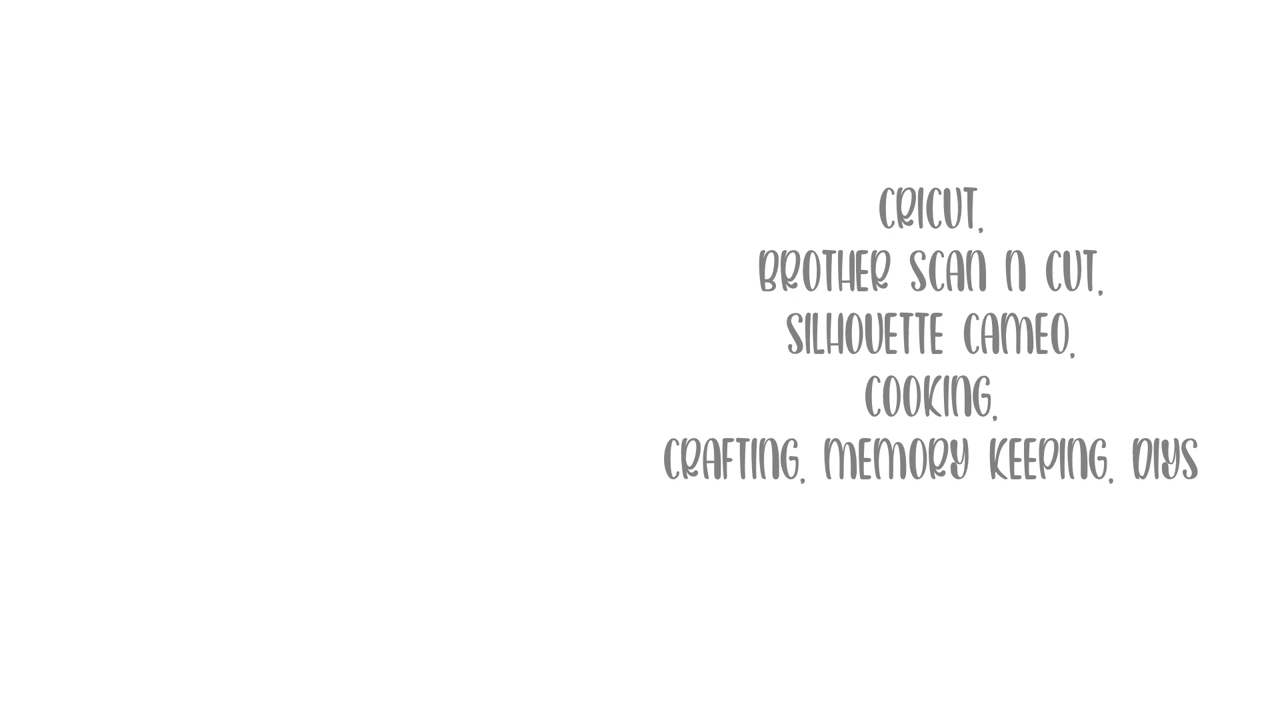 CRICUT,
BROTHER SCAN N CUT,
SILHOUETTE CAMEO,
COOKING,
CRAFTING, MEMORY KEEPING, DIYS